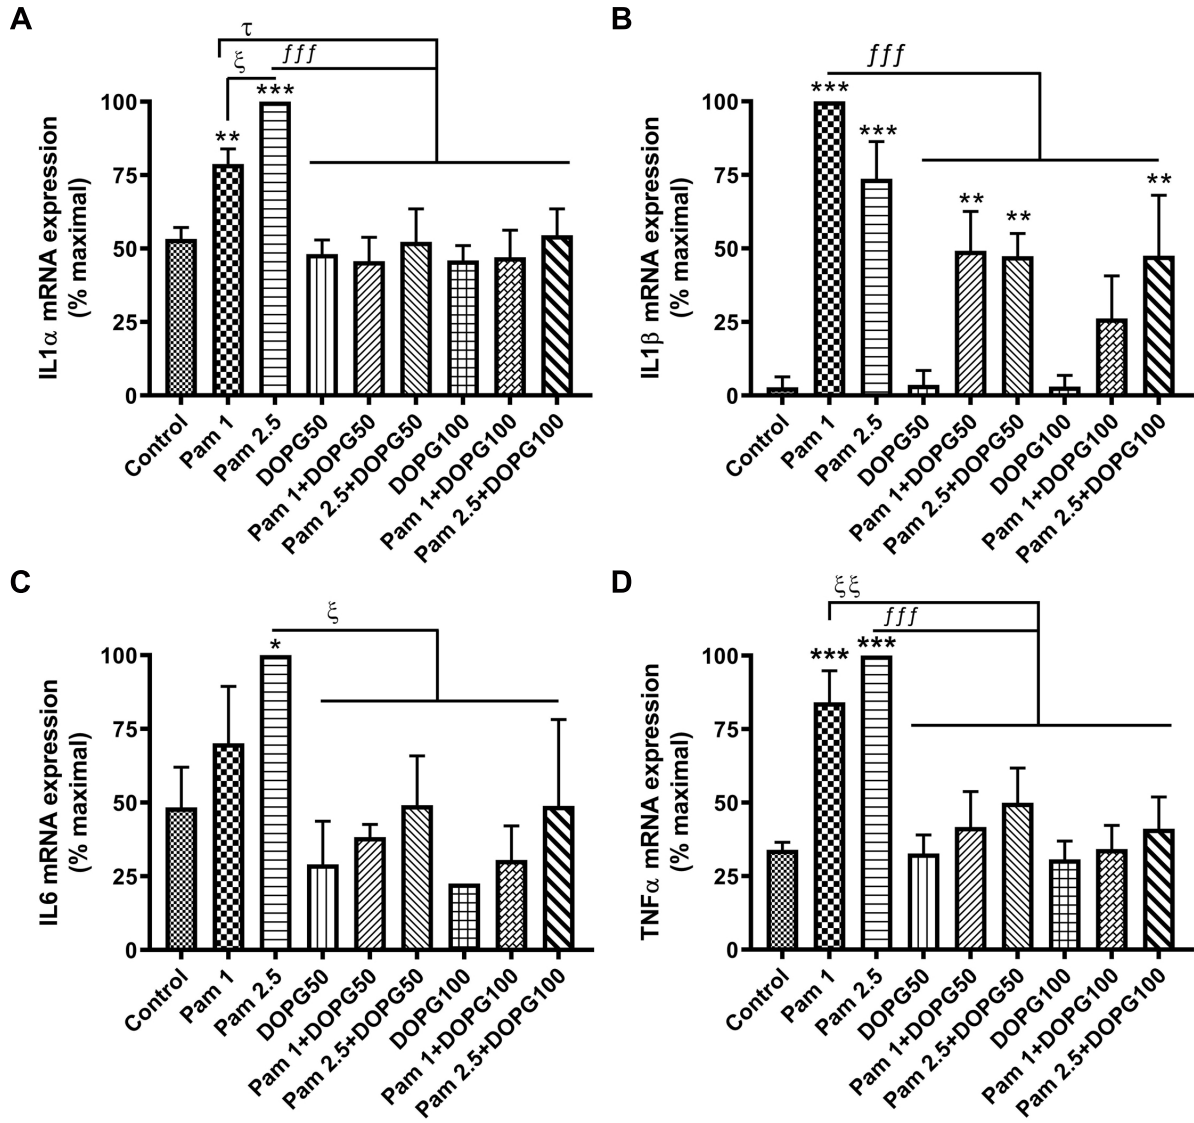 A
τ
ξ
fff
***
**
100
75
50
25
0
IL1α mRNA expression
(% maximal)
Control
Pam 1
Pam 2.5
DOPG50
Pam 1+DOPG50
Pam 2.5+DOPG50
DOPG100
Pam 1+DOPG100
Pam 2.5+DOPG100
B
fff
***
***
**
**
**
100
75
50
25
0
IL1β mRNA expression
(% maximal)
Control
Pam 1
Pam 2.5
DOPG50
Pam 1+DOPG50
Pam 2.5+DOPG50
DOPG100
Pam 1+DOPG100
Pam 2.5+DOPG100
C
ξ
*
100
75
50
25
0
IL6 mRNA expression
(% maximal)
Control
Pam 1
Pam 2.5
DOPG50
Pam 1+DOPG50
Pam 2.5+DOPG50
DOPG100
Pam 1+DOPG100
Pam 2.5+DOPG100
D
ξξ
fff
***
***
100
75
50
25
0
TNFα mRNA expression
(% maximal)
Control
Pam 1
Pam 2.5
DOPG50
Pam 1+DOPG50
Pam 2.5+DOPG50
DOPG100
Pam 1+DOPG100
Pam 2.5+DOPG100